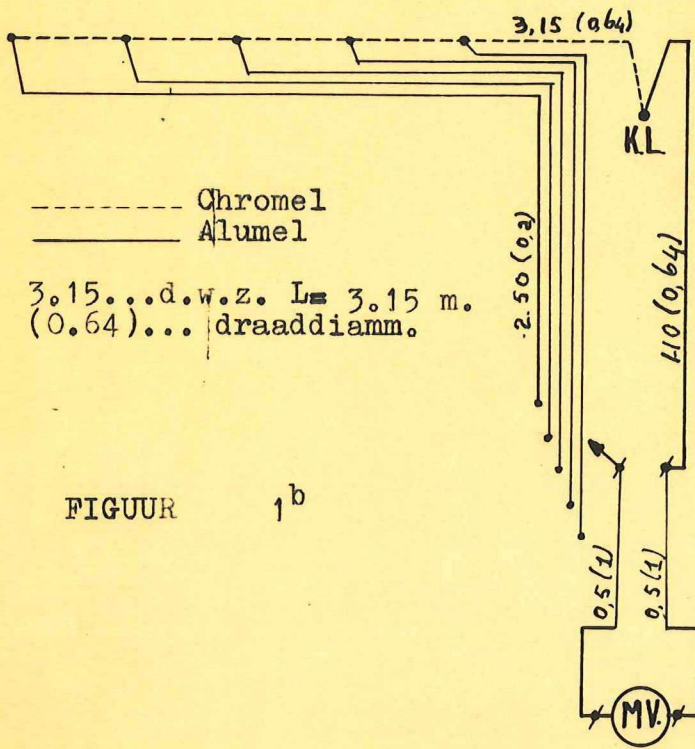 3,15 (0,64)
K.L.
Chromel
Alumel
3.15...d.w.z. L= 3.15 m.
(0.64)... draaddiamm.
2.50 (0,2)
1.10 (0,64)
FIGUUR 1b
0,5 (1)
0,5 (1)
MV.